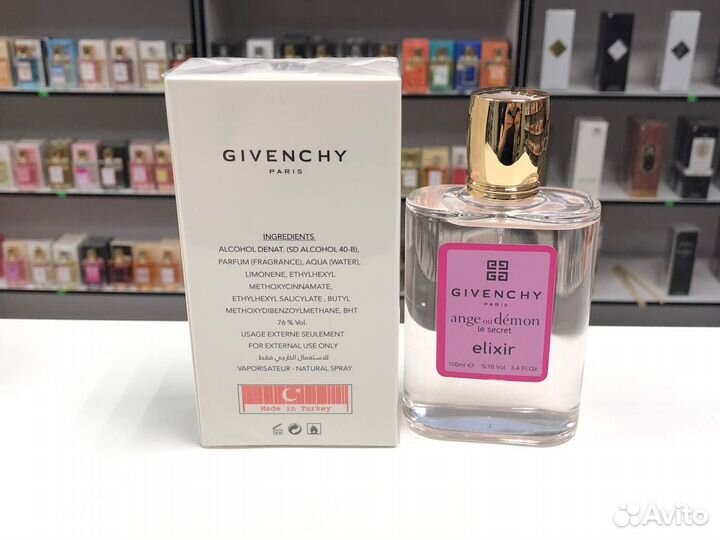 GIVENCHY
PARIS
INGREDIENTS
ALCOHOL DENAT. (SD ALCOHOL 40-B),
PARFUM (FRAGRANCE), AQUA (WATER),
LIMONENE, ETHYLHEXYL
METHOXYCINNAMATE,
ETHYLHEXYL SALICYLATE , BUTYL
METHOXYDIBENZOYLMETHANE, BHT
76 % Vol.
USAGE EXTERNE SEULEMENT
FOR EXTERNAL USE ONLY
للاستعمال الخارجي فقط
VAPORISATEUR - NATURAL SPRAY
Made in Turkey
GIVENCHY
PARIS
ange ou démon
le secret
elixir
100ml e %76 Vol 3.4 Fl.Oz.
Avito